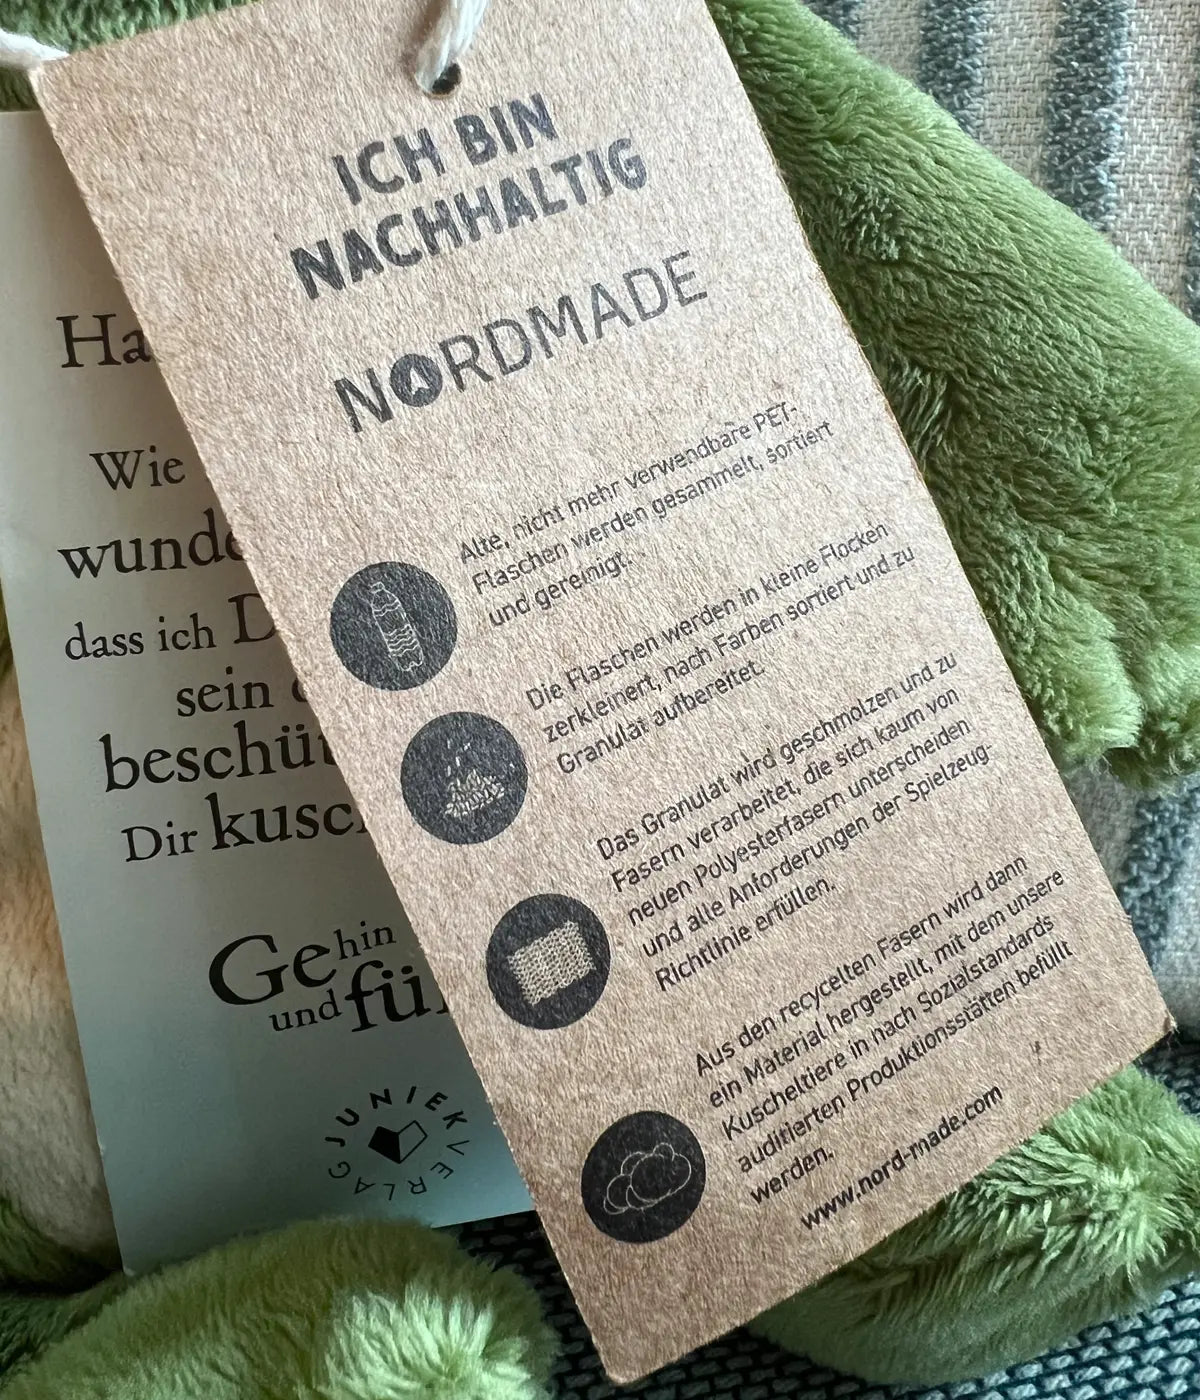 ICH BIN
NACHHALTIG
NORDMADE
Alte, nicht mehr verwendbare PET-
Flaschen werden gesammelt, sortiert
und gereinigt.
Die Flaschen werden in kleine Flocken
zerkleinert, nach Farben sortiert und zu
Granulat aufbereitet.
Das Granulat wird geschmolzen und zu
Fasern verarbeitet, die sich kaum von
neuen Polyesterfasern unterscheiden
und alle Anforderungen der Spielzeug-
Richtlinie erfüllen.
Aus den recycelten Fasern wird dann
ein Material hergestellt, mit dem unsere
Kuscheltiere in nach Sozialstandards
auditierten Produktionsstätten befüllt
werden.
www.nord-made.com
Ha
Wie
wunde
dass ich D
sein
beschüt
Dir kusc
Gehin
und fü
JUNIEK VERLAG